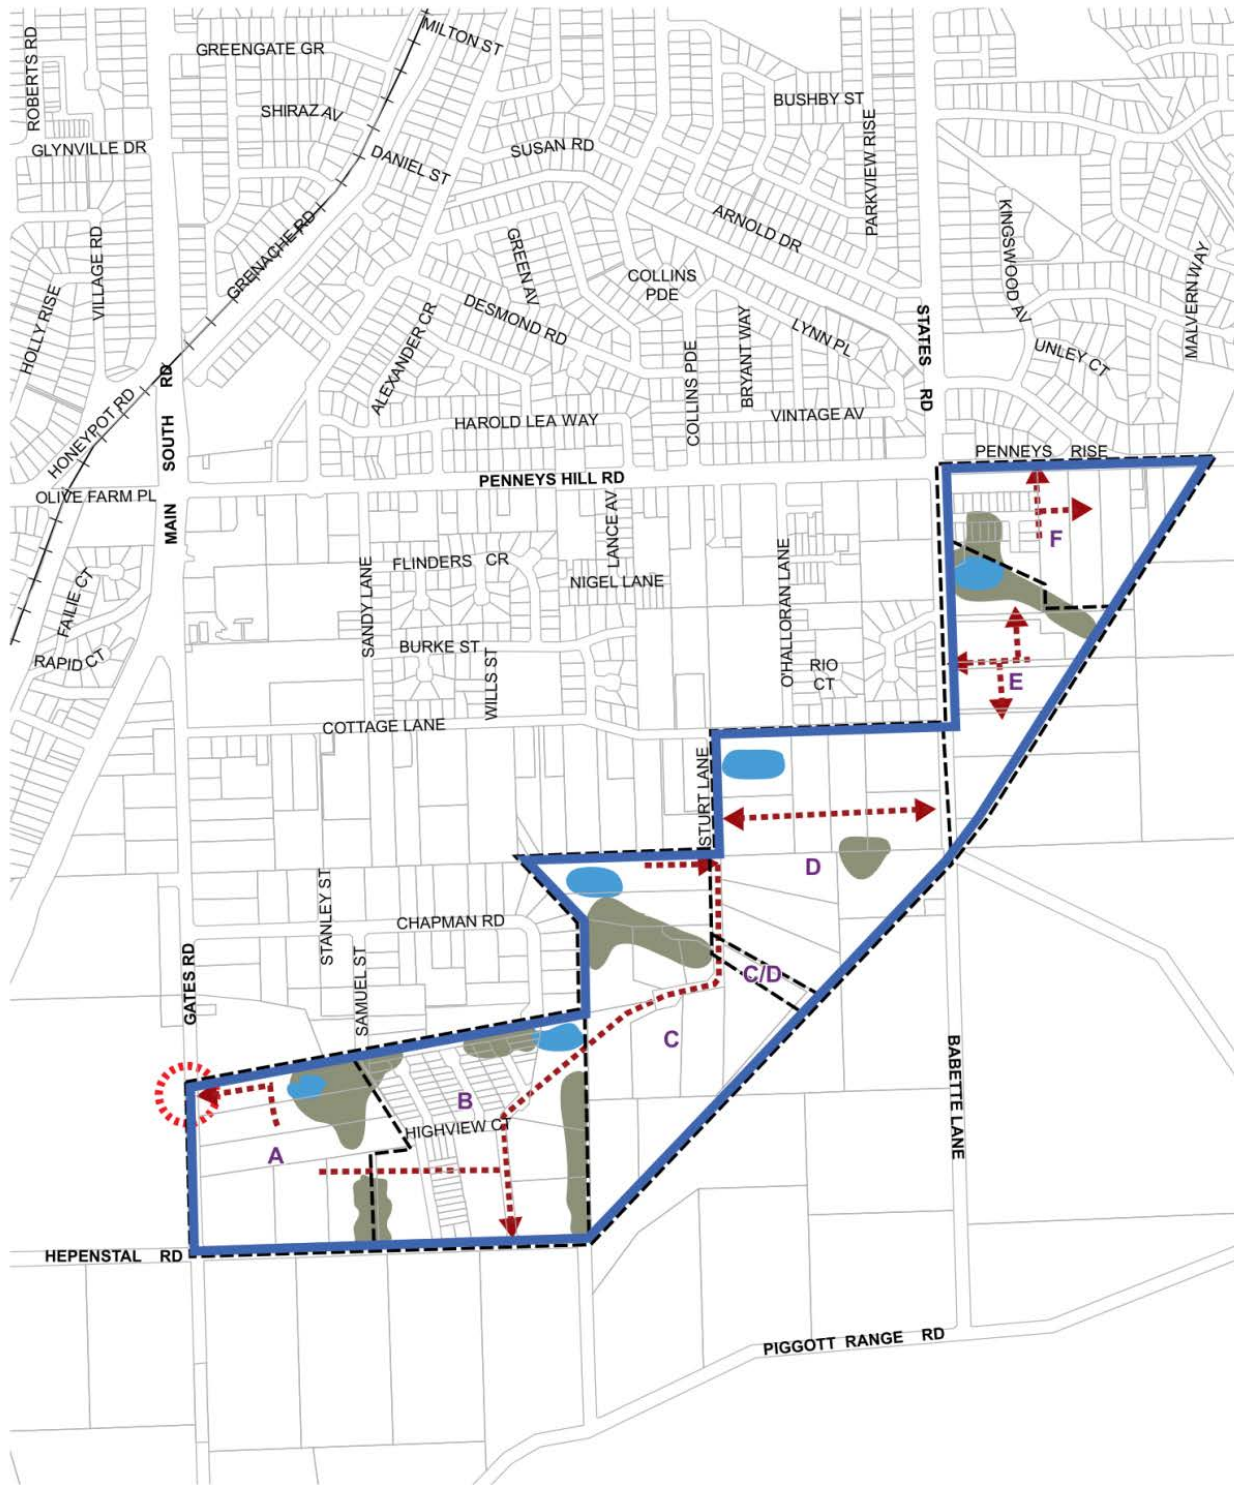 MILTON ST
ROBERTS RD
GREENGATE GR
BUSHBY ST
SHIRAZ AV
PARKVIEW RISE
GLYNVILLE DR
SUSAN RD
DANIEL ST
ARNOLD DR
KINGSWOOD AV
VILLAGE RD
GRENACHE RD
GREEN AV
MALVERN WAY
COLLINS
PDE
HOLLY RISE
DESMOND RD
LYNN PL
STATES RD
ALEXANDER CR
BRYANT WAY
UNLEY CT
COLLINS PDE
HONEYPOT RD
MAIN SOUTH RD
HAROLD LEA WAY
VINTAGE AV
PENNEYS RISE
PENNEYS HILL RD
OLIVE FARM PL
LANCE AV
F
FLINDERS CR
NIGEL LANE
O'HALLORAN LANE
FAILIE CT
SANDY LANE
RAPID CT
BURKE ST
WILLS ST
RIO
CT
E
COTTAGE LANE
STURT LANE
D
STANLEY ST
CHAPMAN RD
SAMUEL ST
GATES RD
C/D
C
B
HIGHVIEW CT
A
BABETTE LANE
HEPENSTAL RD
PIGGOTT RANGE RD